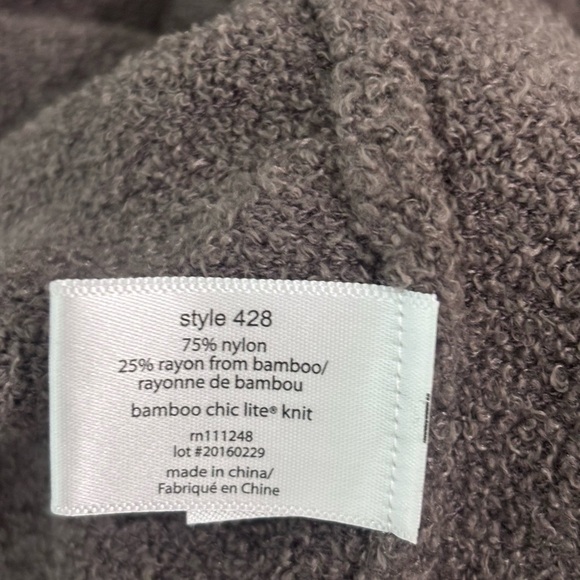 style 428
75% nylon
25% rayon from bamboo/
rayonne de bambou
bamboo chic lite® knit
rn111248
lot #20160229
made in china/
Fabriqué en Chine